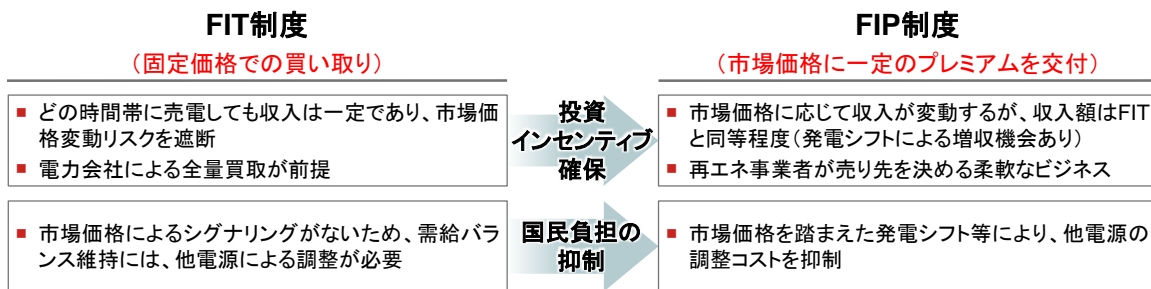 FIT制度
（固定価格での買い取り）
■ どの時間帯に売電しても収入は一定であり、市場価
格変動リスクを遮断
■ 電力会社による全量買取が前提
■ 市場価格によるシグナリングがないため、需給バラ
ンス維持には、他電源による調整が必要
投資
インセンティブ
確保
国民負担の
抑制
FIP制度
（市場価格に一定のプレミアムを交付）
■ 市場価格に応じて収入が変動するが、収入額はFIT
と同等程度（発電シフトによる増収機会あり）
■ 再エネ事業者が売り先を決める柔軟なビジネス
■ 市場価格を踏まえた発電シフト等により、他電源の
調整コストを抑制